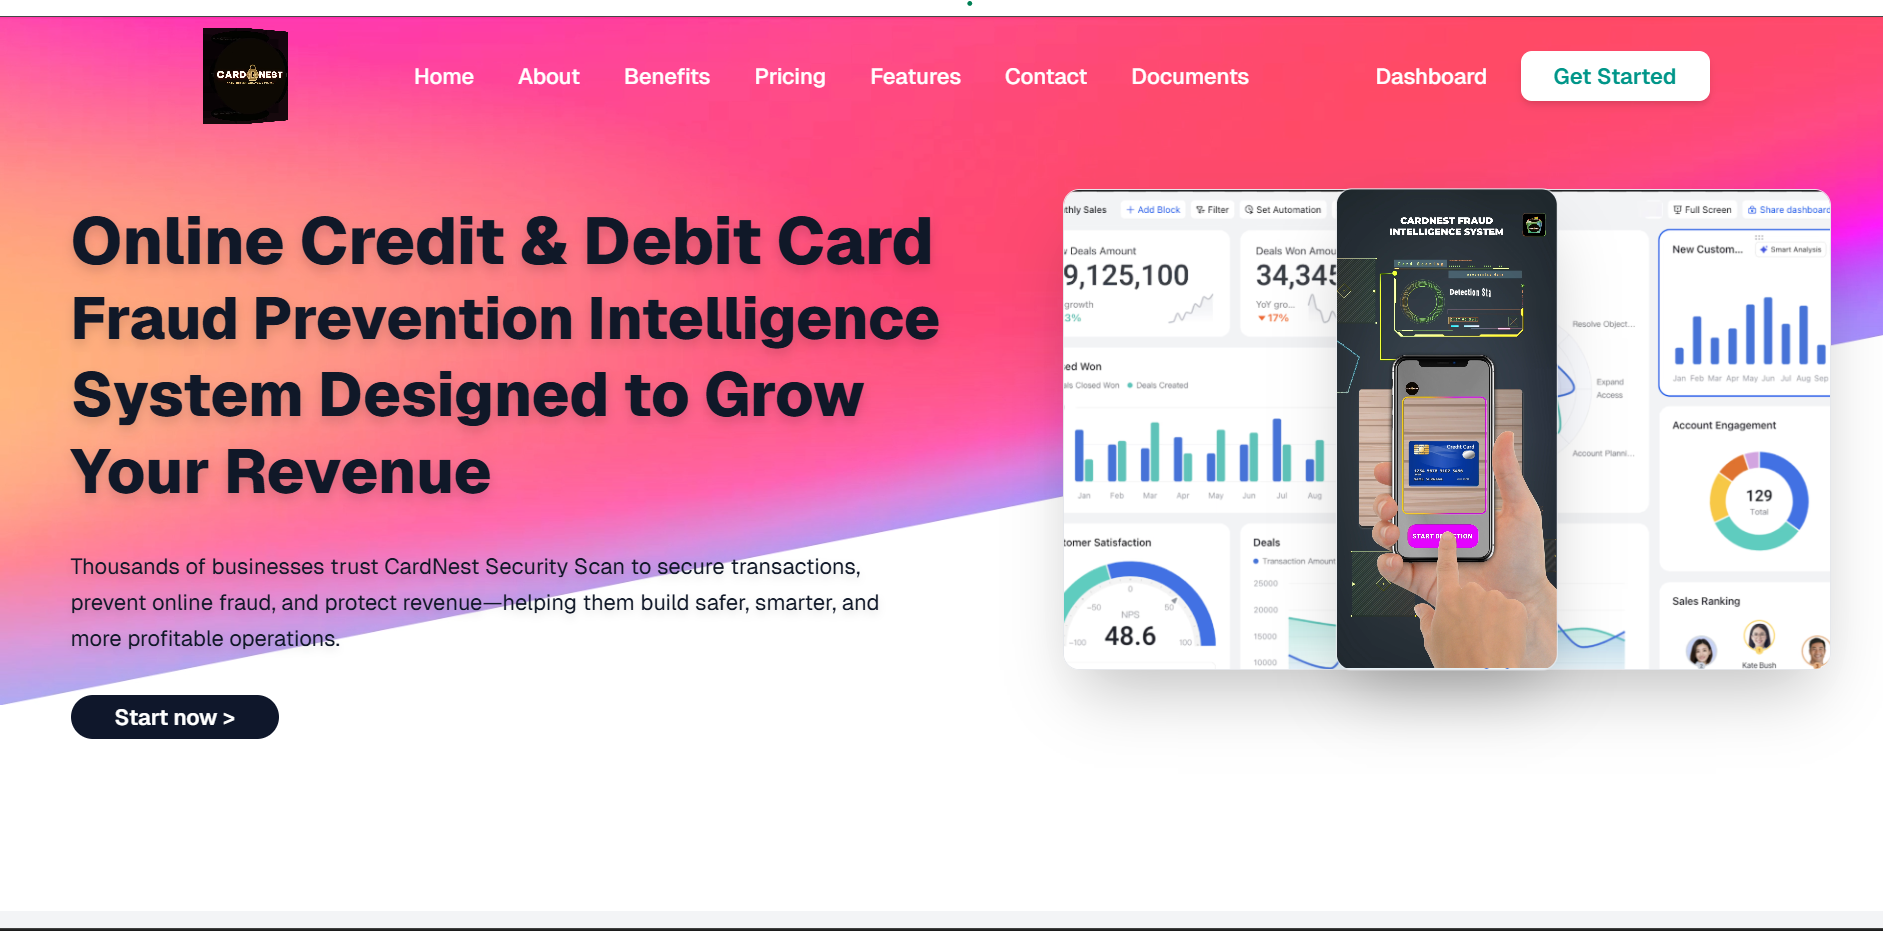 CARDNEST
Home
About
Benefits
Pricing
Features
Contact
Documents
Dashboard
Get Started
Online Credit & Debit Card
Fraud Prevention Intelligence
System Designed to Grow
Your Revenue
Thousands of businesses trust CardNest Security Scan to secure transactions,
prevent online fraud, and protect revenue—helping them build safer, smarter, and
more profitable operations.
Start now >
thly Sales
+ Add Block
Filter
Set Automation
Full Screen
Share dashboard
w Deals Amount
9,125,100
growth
3%
Deals Won Amou
34,345
YoY gro...
17%
ed Won
als Closed Won
Deals Created
Jan Feb Mar Apr May Jun Jul Aug
tomer Satisfaction
0
-50
50
NPS
-100
48.6
100
Deals
Transaction Amount
25000
20000
15000
10000
CARDNEST FRAUD
INTELLIGENCE SYSTEM
Detection Sta
Credit Card
START DETECTION
Resolve Object...
Expand
Access
Account Planni...
New Custom...
Smart Analysis
Jan Feb Mar Apr May Jun Jul Aug Sep
Account Engagement
129
Total
Sales Ranking
Kate Bush